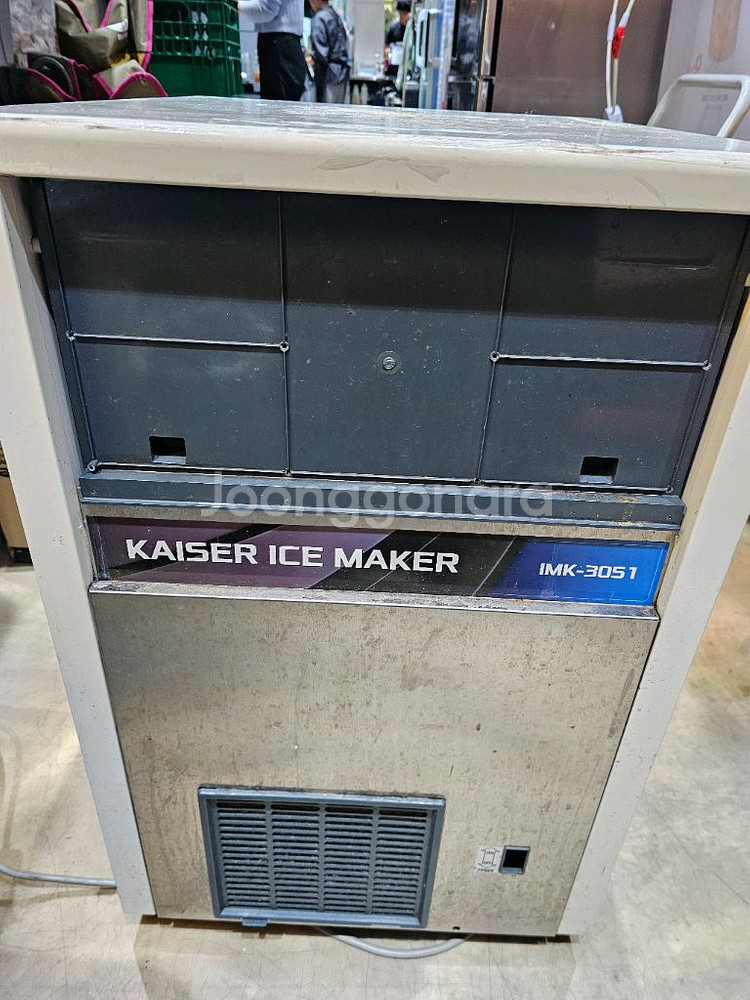 Joonggonara
KAISER ICE MAKER
IMK-3051